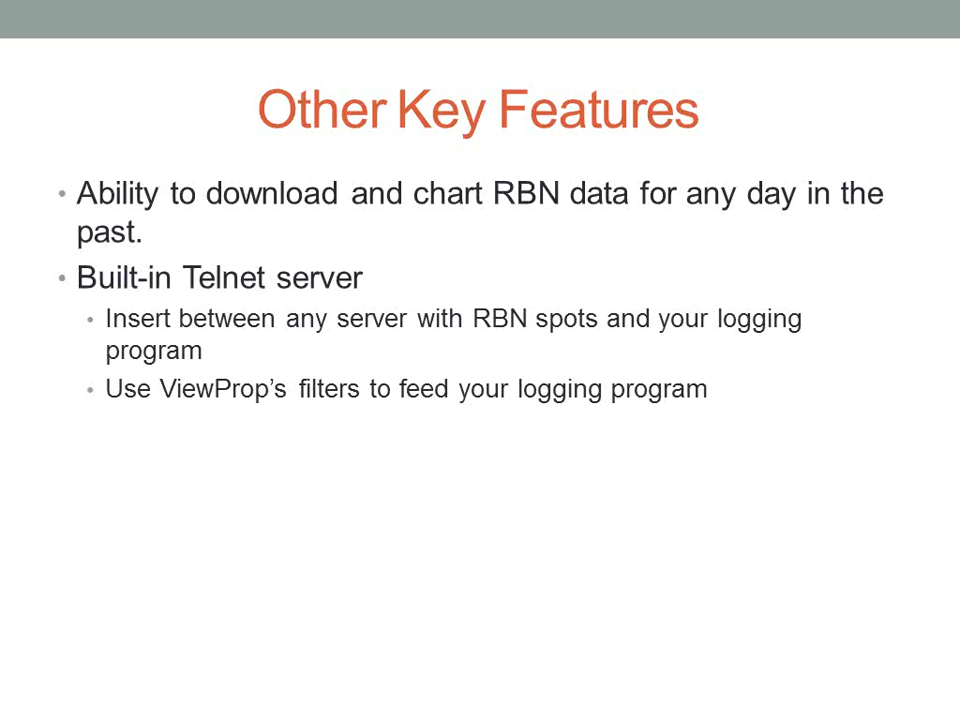 Other Key Features
• Ability to download and chart RBN data for any day in the
past.
• Built-in Telnet server
• Insert between any server with RBN spots and your logging
program
• Use ViewProp’s filters to feed your logging program